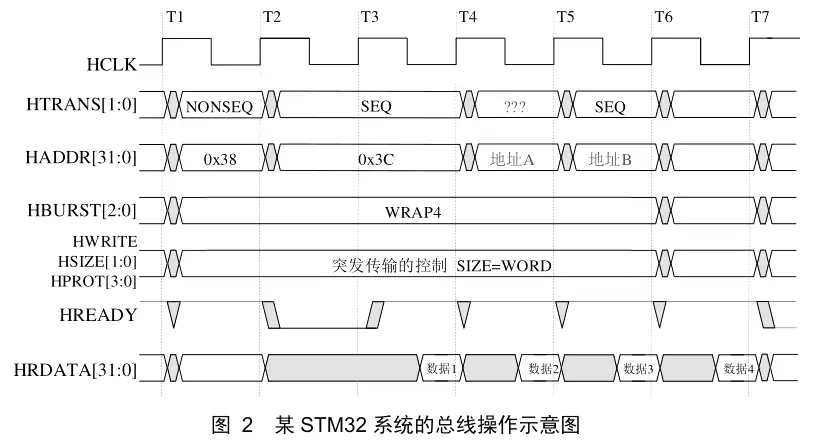 T1 T2 T3 T4 T5 T6 T7
HCLK
HTRANS[1:0] NONSEQ SEQ ??? SEQ
HADDR[31:0] 0x38 0x3C 地址A 地址B
HBURST[2:0] WRAP4
HWRITE
HSIZE[1:0] 突发传输的控制 SIZE=WORD
HPROT[3:0]
HREADY
HRDATA[31:0] 数据1 数据2 数据3 数据4
图 2 某 STM32 系统的总线操作示意图